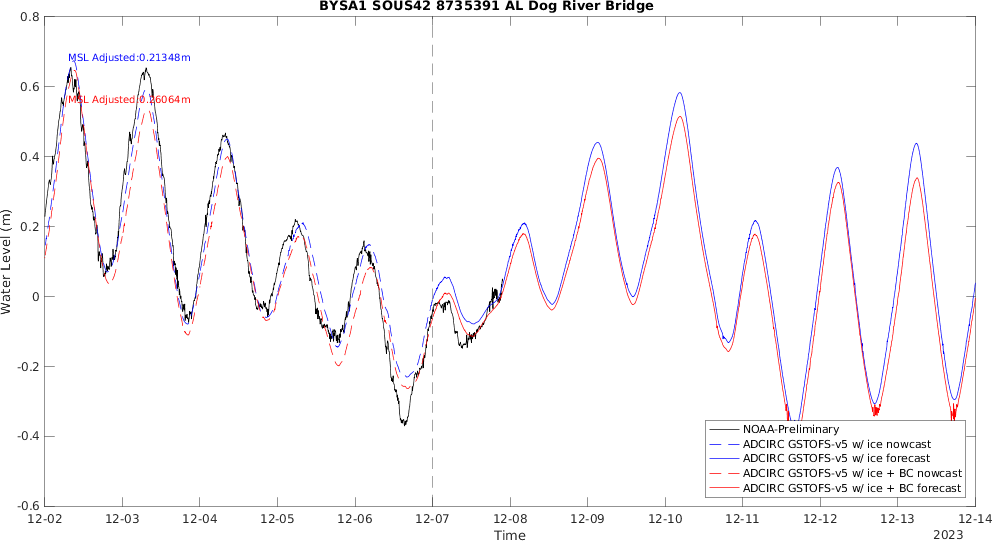 BYSA1 SOUS42 8735391 AL Dog River Bridge
0.8
0.6
0.4
0.2
0
-0.2
-0.4
-0.6
Water Level (m)
MSL Adjusted:0.21348m
MSL Adjusted:0.26064m
NOAA-Preliminary
ADCIRC GSTOFS-v5 w/ ice nowcast
ADCIRC GSTOFS-v5 w/ ice forecast
ADCIRC GSTOFS-v5 w/ ice + BC nowcast
ADCIRC GSTOFS-v5 w/ ice + BC forecast
12-02 12-03 12-04 12-05 12-06 12-07 12-08 12-09 12-10 12-11 12-12 12-13 12-14
Time
2023